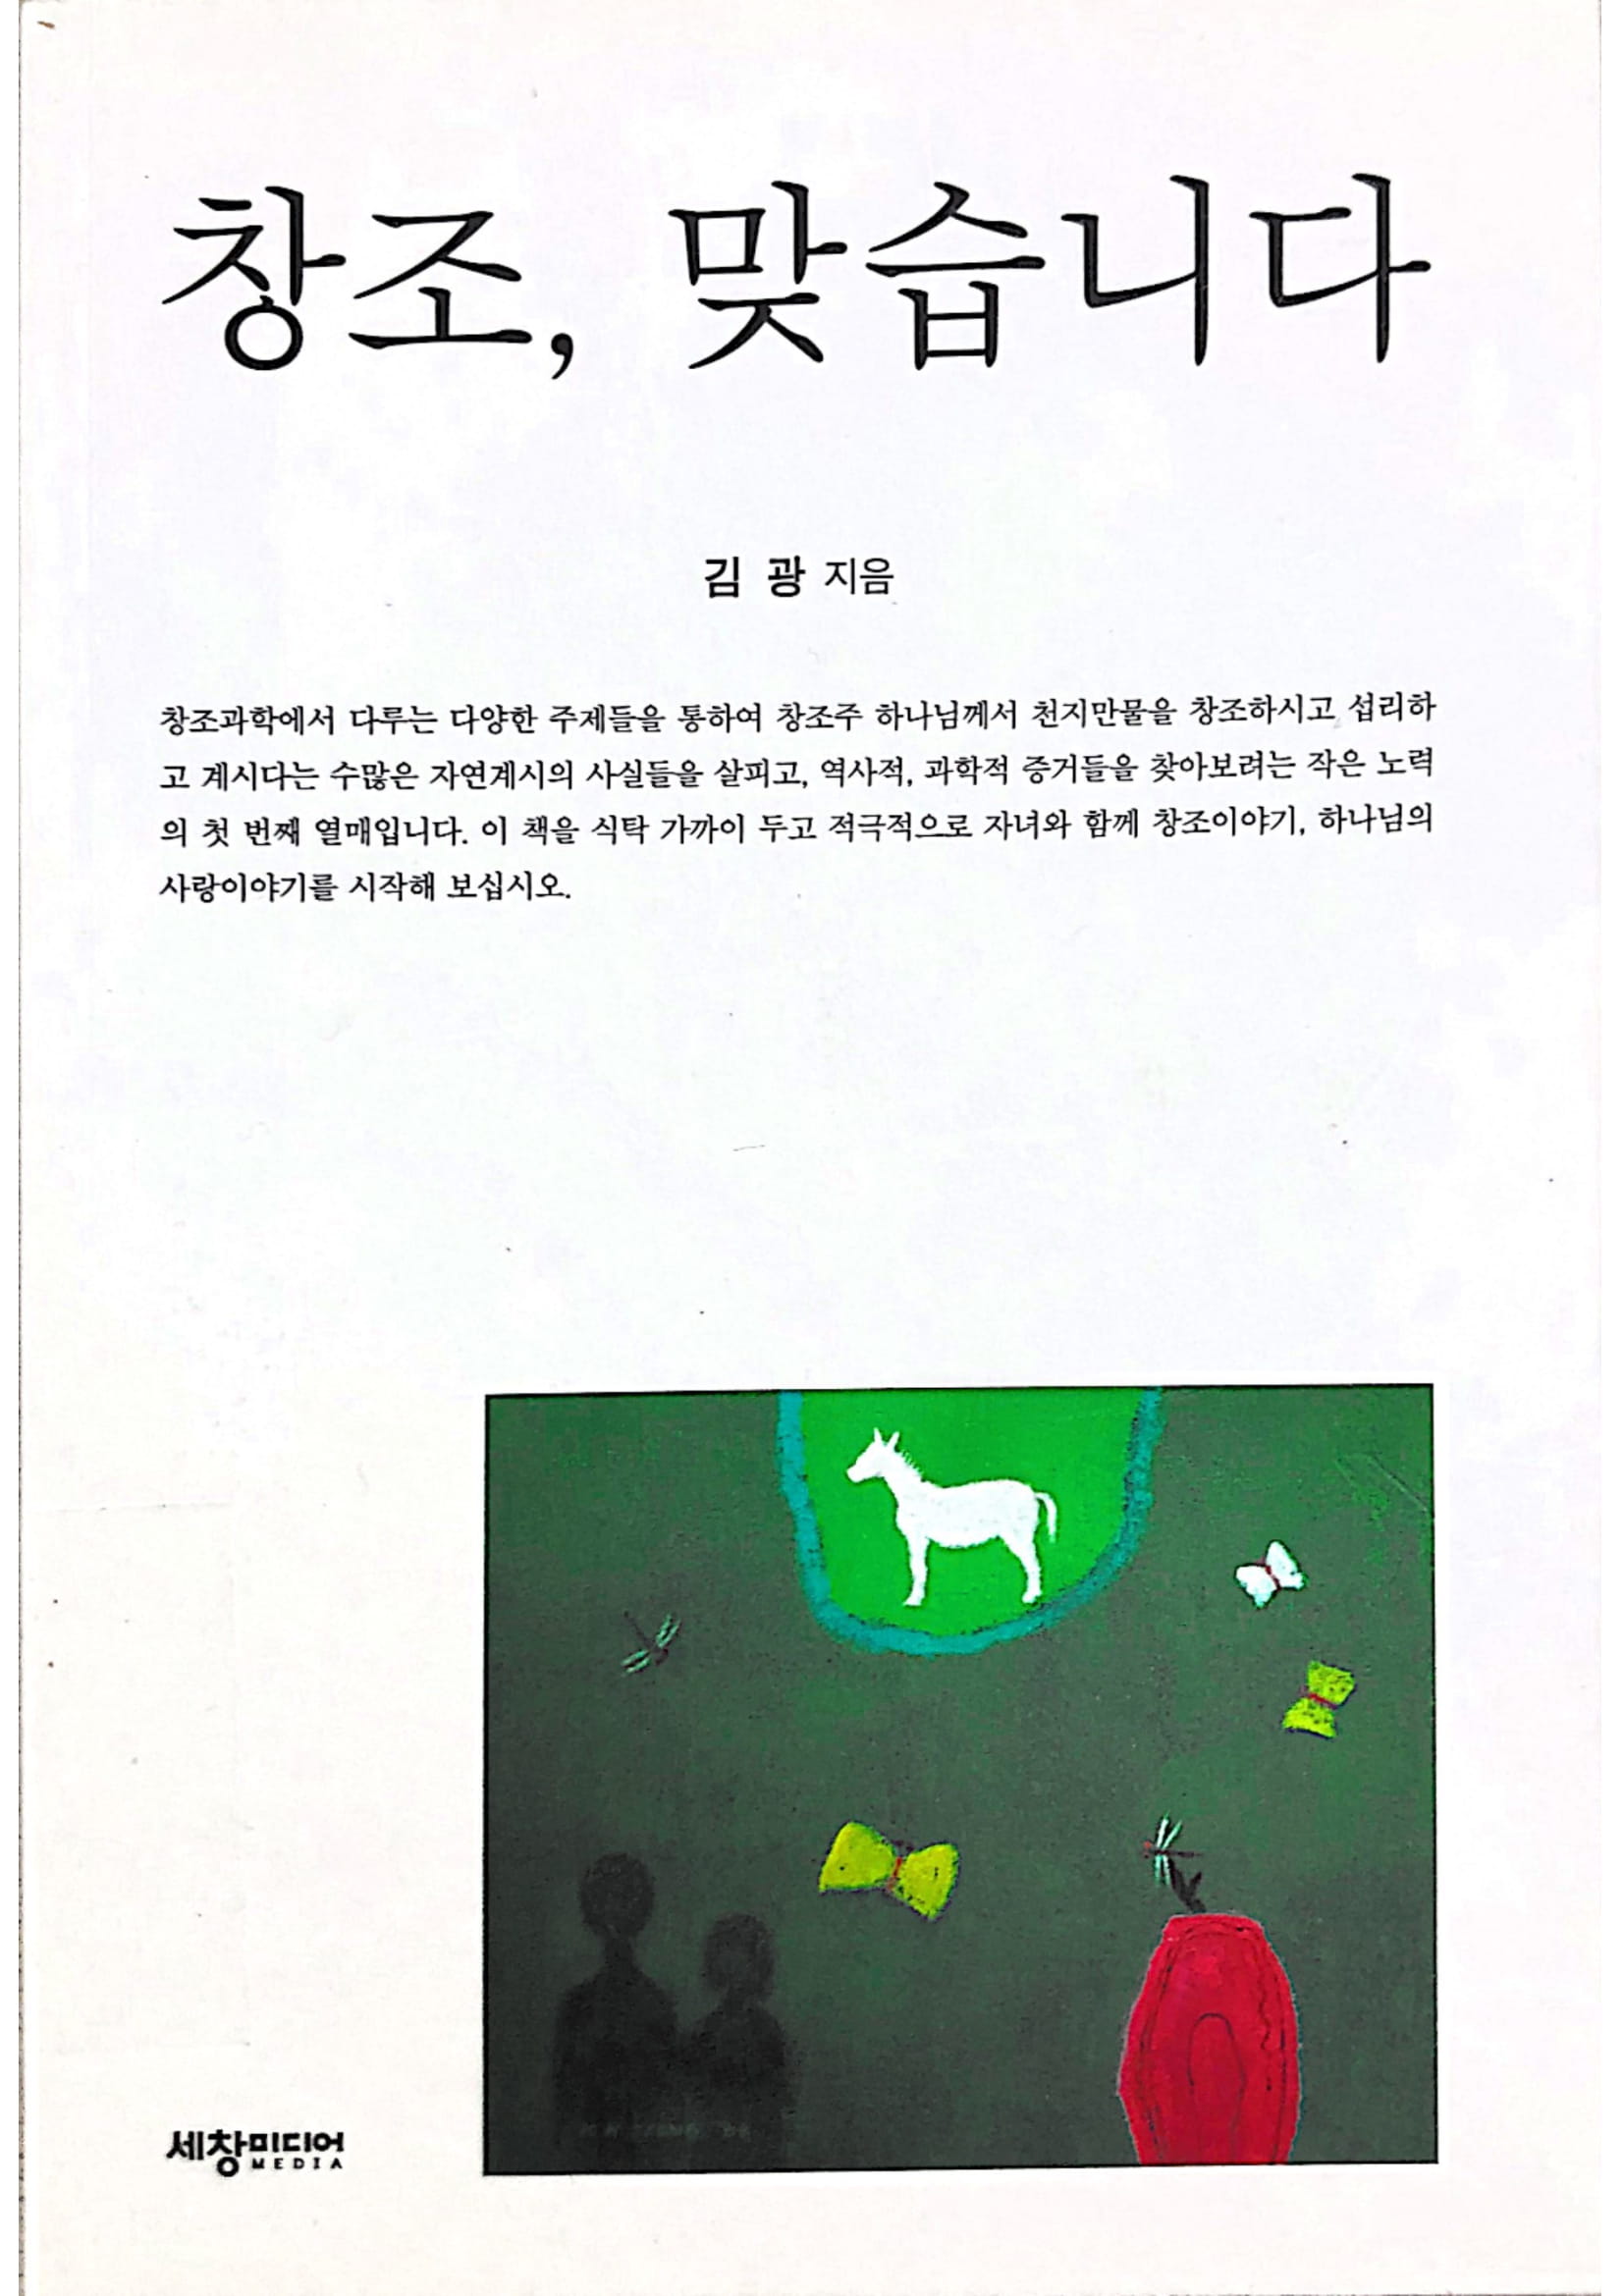 창조, 맞습니다
김 광 지음
창조과학에서 다루는 다양한 주제들을 통하여 창조주 하나님께서 천지만물을 창조하시고 섭리하
고 계시다는 수많은 자연계시의 사실들을 살피고, 역사적, 과학적 증거들을 찾아보려는 작은 노력
의 첫 번째 열매입니다. 이 책을 식탁 가까이 두고 적극적으로 자녀와 함께 창조이야기, 하나님의
사랑이야기를 시작해 보십시오.
세창미디어
MEDIA